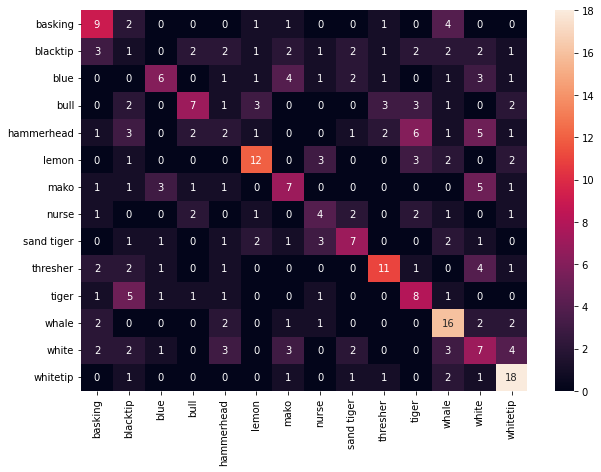 basking 9 2 0 0 0 1 1 0 0 1 0 4 0 0
blacktip 3 1 0 2 2 1 2 1 2 1 2 2 2 1
blue 0 0 6 0 1 1 4 1 2 1 0 1 3 1
bull 0 2 0 7 1 3 0 0 0 3 3 1 0 2
hammerhead 1 3 0 2 2 1 0 0 1 2 6 1 5 1
lemon 0 1 0 0 0 12 0 3 0 0 3 2 0 2
mako 1 1 3 1 1 0 7 0 0 0 0 0 5 1
nurse 1 0 0 2 0 1 0 4 2 0 2 1 0 1
sand tiger 0 1 1 0 1 2 1 3 7 0 0 2 1 0
thresher 2 2 1 0 1 0 0 0 0 11 1 0 4 1
tiger 1 5 1 1 1 0 0 1 0 0 8 1 0 0
whale 2 0 0 0 2 0 1 1 0 0 0 16 2 2
white 2 2 1 0 3 0 3 0 2 0 0 3 7 4
whitetip 0 1 0 0 0 0 1 0 1 1 0 2 1 18
basking blacktip blue bull hammerhead lemon mako nurse sand tiger thresher tiger whale white whitetip
18
16
14
12
10
8
6
4
2
0